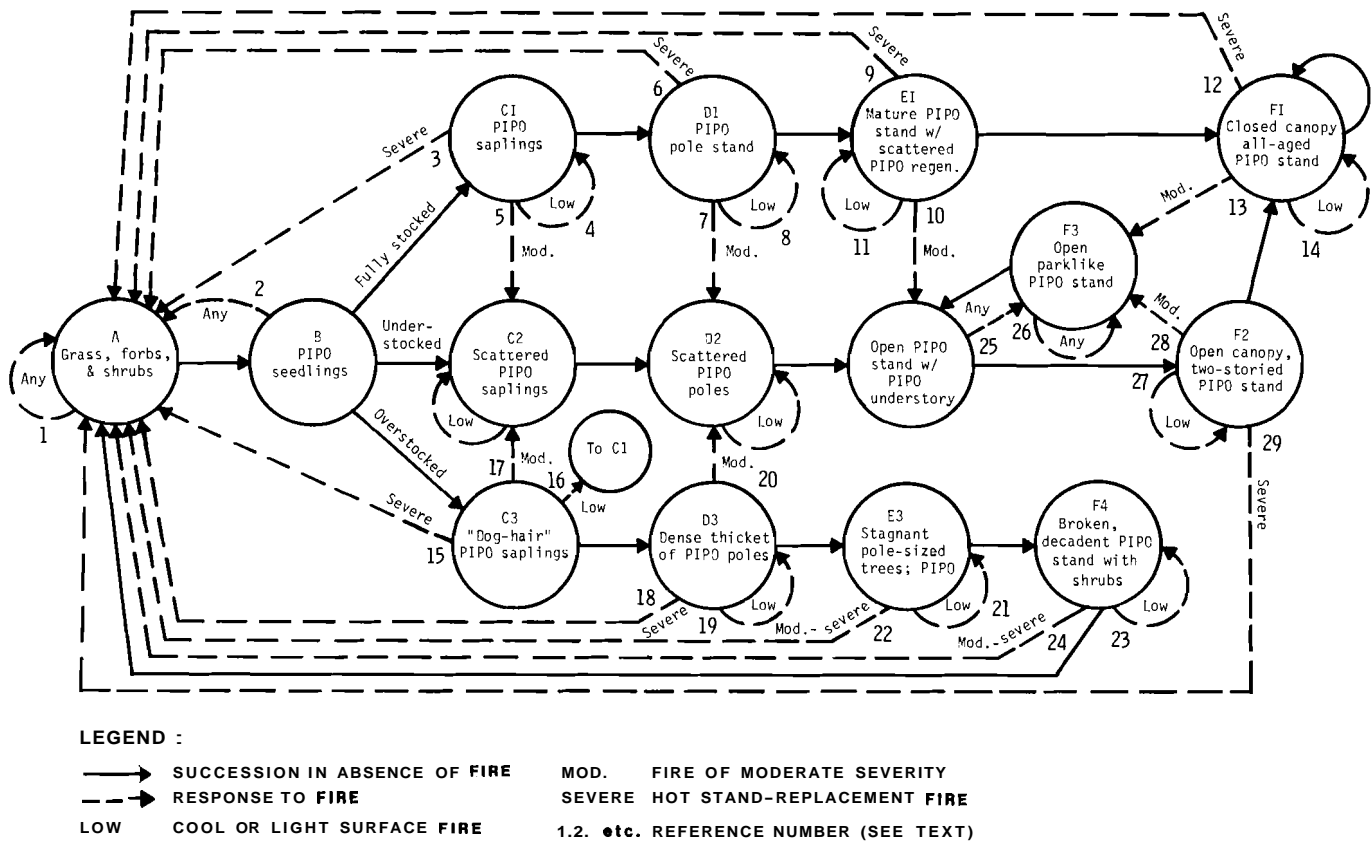 Severe
Severe
Severe
12
9
6
C1
PIPO
saplings
D1
PIPO
pole stand
E1
Mature PIPO
stand w/
scattered
PIPO regen.
F1
Closed canopy
all-aged
PIPO stand
Severe
3
5
Low
4
7
Low
8
Low
11
10
Mod.
13
Low
14
Fully stocked
Mod.
Mod.
Mod.
F3
Open
parklike
PIPO stand
2
Any
A
Grass, forbs,
& shrubs
Any
1
B
PIPO
seedlings
Under-
stocked
C2
Scattered
PIPO
saplings
Low
D2
Scattered
PIPO
poles
Low
Open PIPO
stand w/
PIPO
understory
Any
25
26
Any
Mod.
28
27
F2
Open canopy,
two-storied
PIPO stand
Low
29
Overstocked
17
Mod.
16
Low
To C1
Mod.
20
Severe
15
C3
"Dog-hair"
PIPO saplings
D3
Dense thicket
of PIPO poles
E3
Stagnant
pole-sized
trees; PIPO
F4
Broken,
decadent PIPO
stand with
shrubs
Severe
18
Severe
19
Low
Mod.- severe
22
Low
21
Mod.-severe
24
23
Low
LEGEND :
SUCCESSION IN ABSENCE OF FIRE
MOD. FIRE OF MODERATE SEVERITY
RESPONSE TO FIRE
SEVERE HOT STAND-REPLACEMENT FIRE
LOW COOL OR LIGHT SURFACE FIRE
1.2. etc. REFERENCE NUMBER (SEE TEXT)